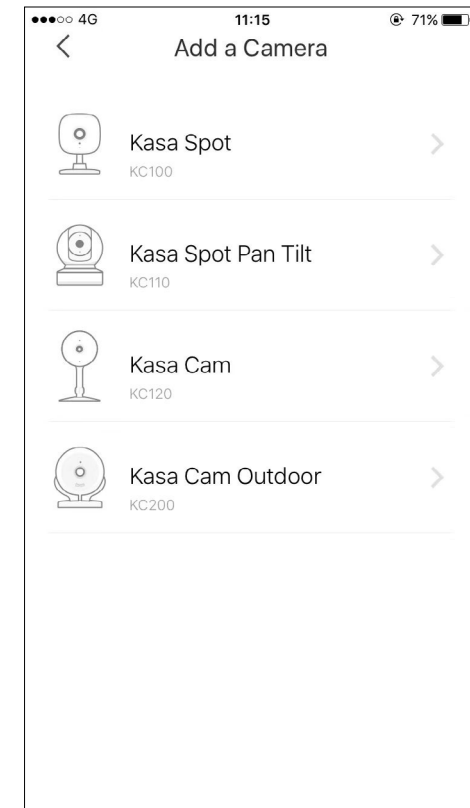 4G 11:15 71%
Add a Camera
Kasa Spot
KC100
Kasa Spot Pan Tilt
KC110
Kasa Cam
KC120
Kasa Cam Outdoor
KC200